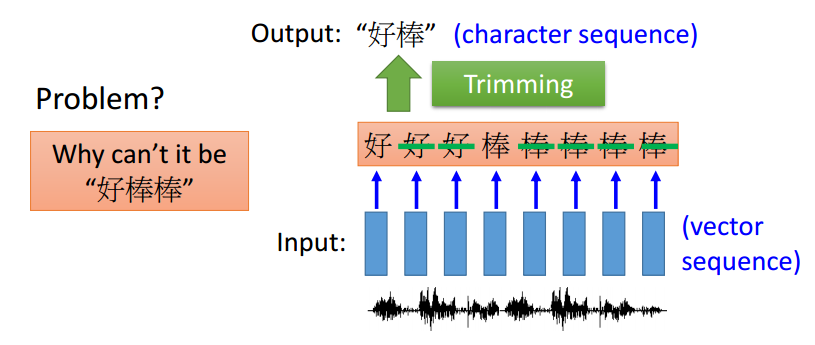 Output: “好棒” (character sequence)
Trimming
Problem?
Why can’t it be
“好棒棒”
好 好 好 棒 棒 棒 棒 棒
Input:
(vector
sequence)